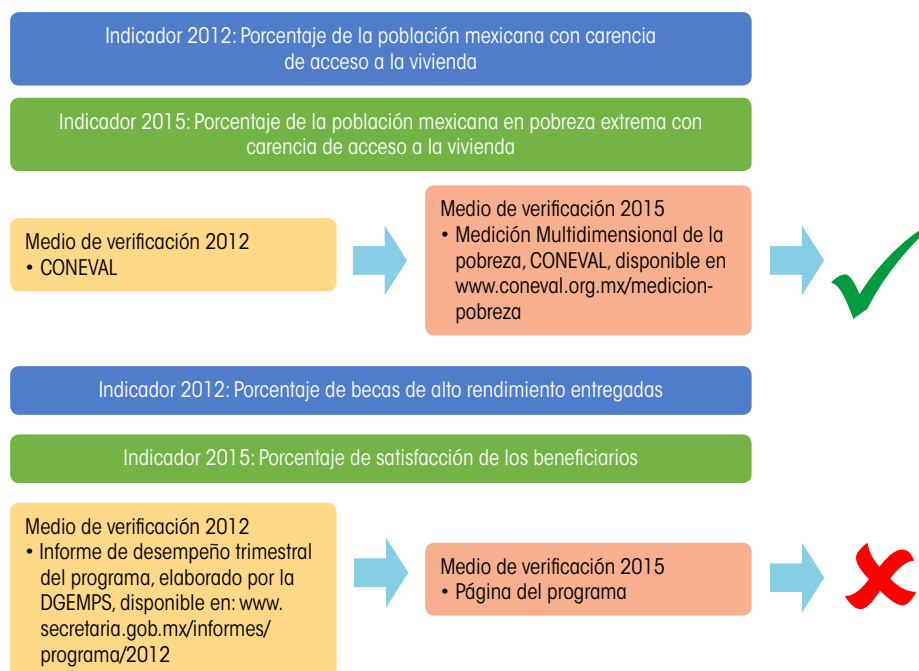 Indicador 2012: Porcentaje de la población mexicana con carencia
de acceso a la vivienda
Indicador 2015: Porcentaje de la población mexicana en pobreza extrema con
carencia de acceso a la vivienda
Medio de verificación 2012
• CONEVAL
Medio de verificación 2015
• Medición Multidimensional de la
pobreza, CONEVAL, disponible en
www.coneval.org.mx/medicion-
pobreza
Indicador 2012: Porcentaje de becas de alto rendimiento entregadas
Indicador 2015: Porcentaje de satisfacción de los beneficiarios
Medio de verificación 2012
• Informe de desempeño trimestral
del programa, elaborado por la
DGEMPS, disponible en: www.
secretaria.gob.mx/informes/
programa/2012
Medio de verificación 2015
• Página del programa